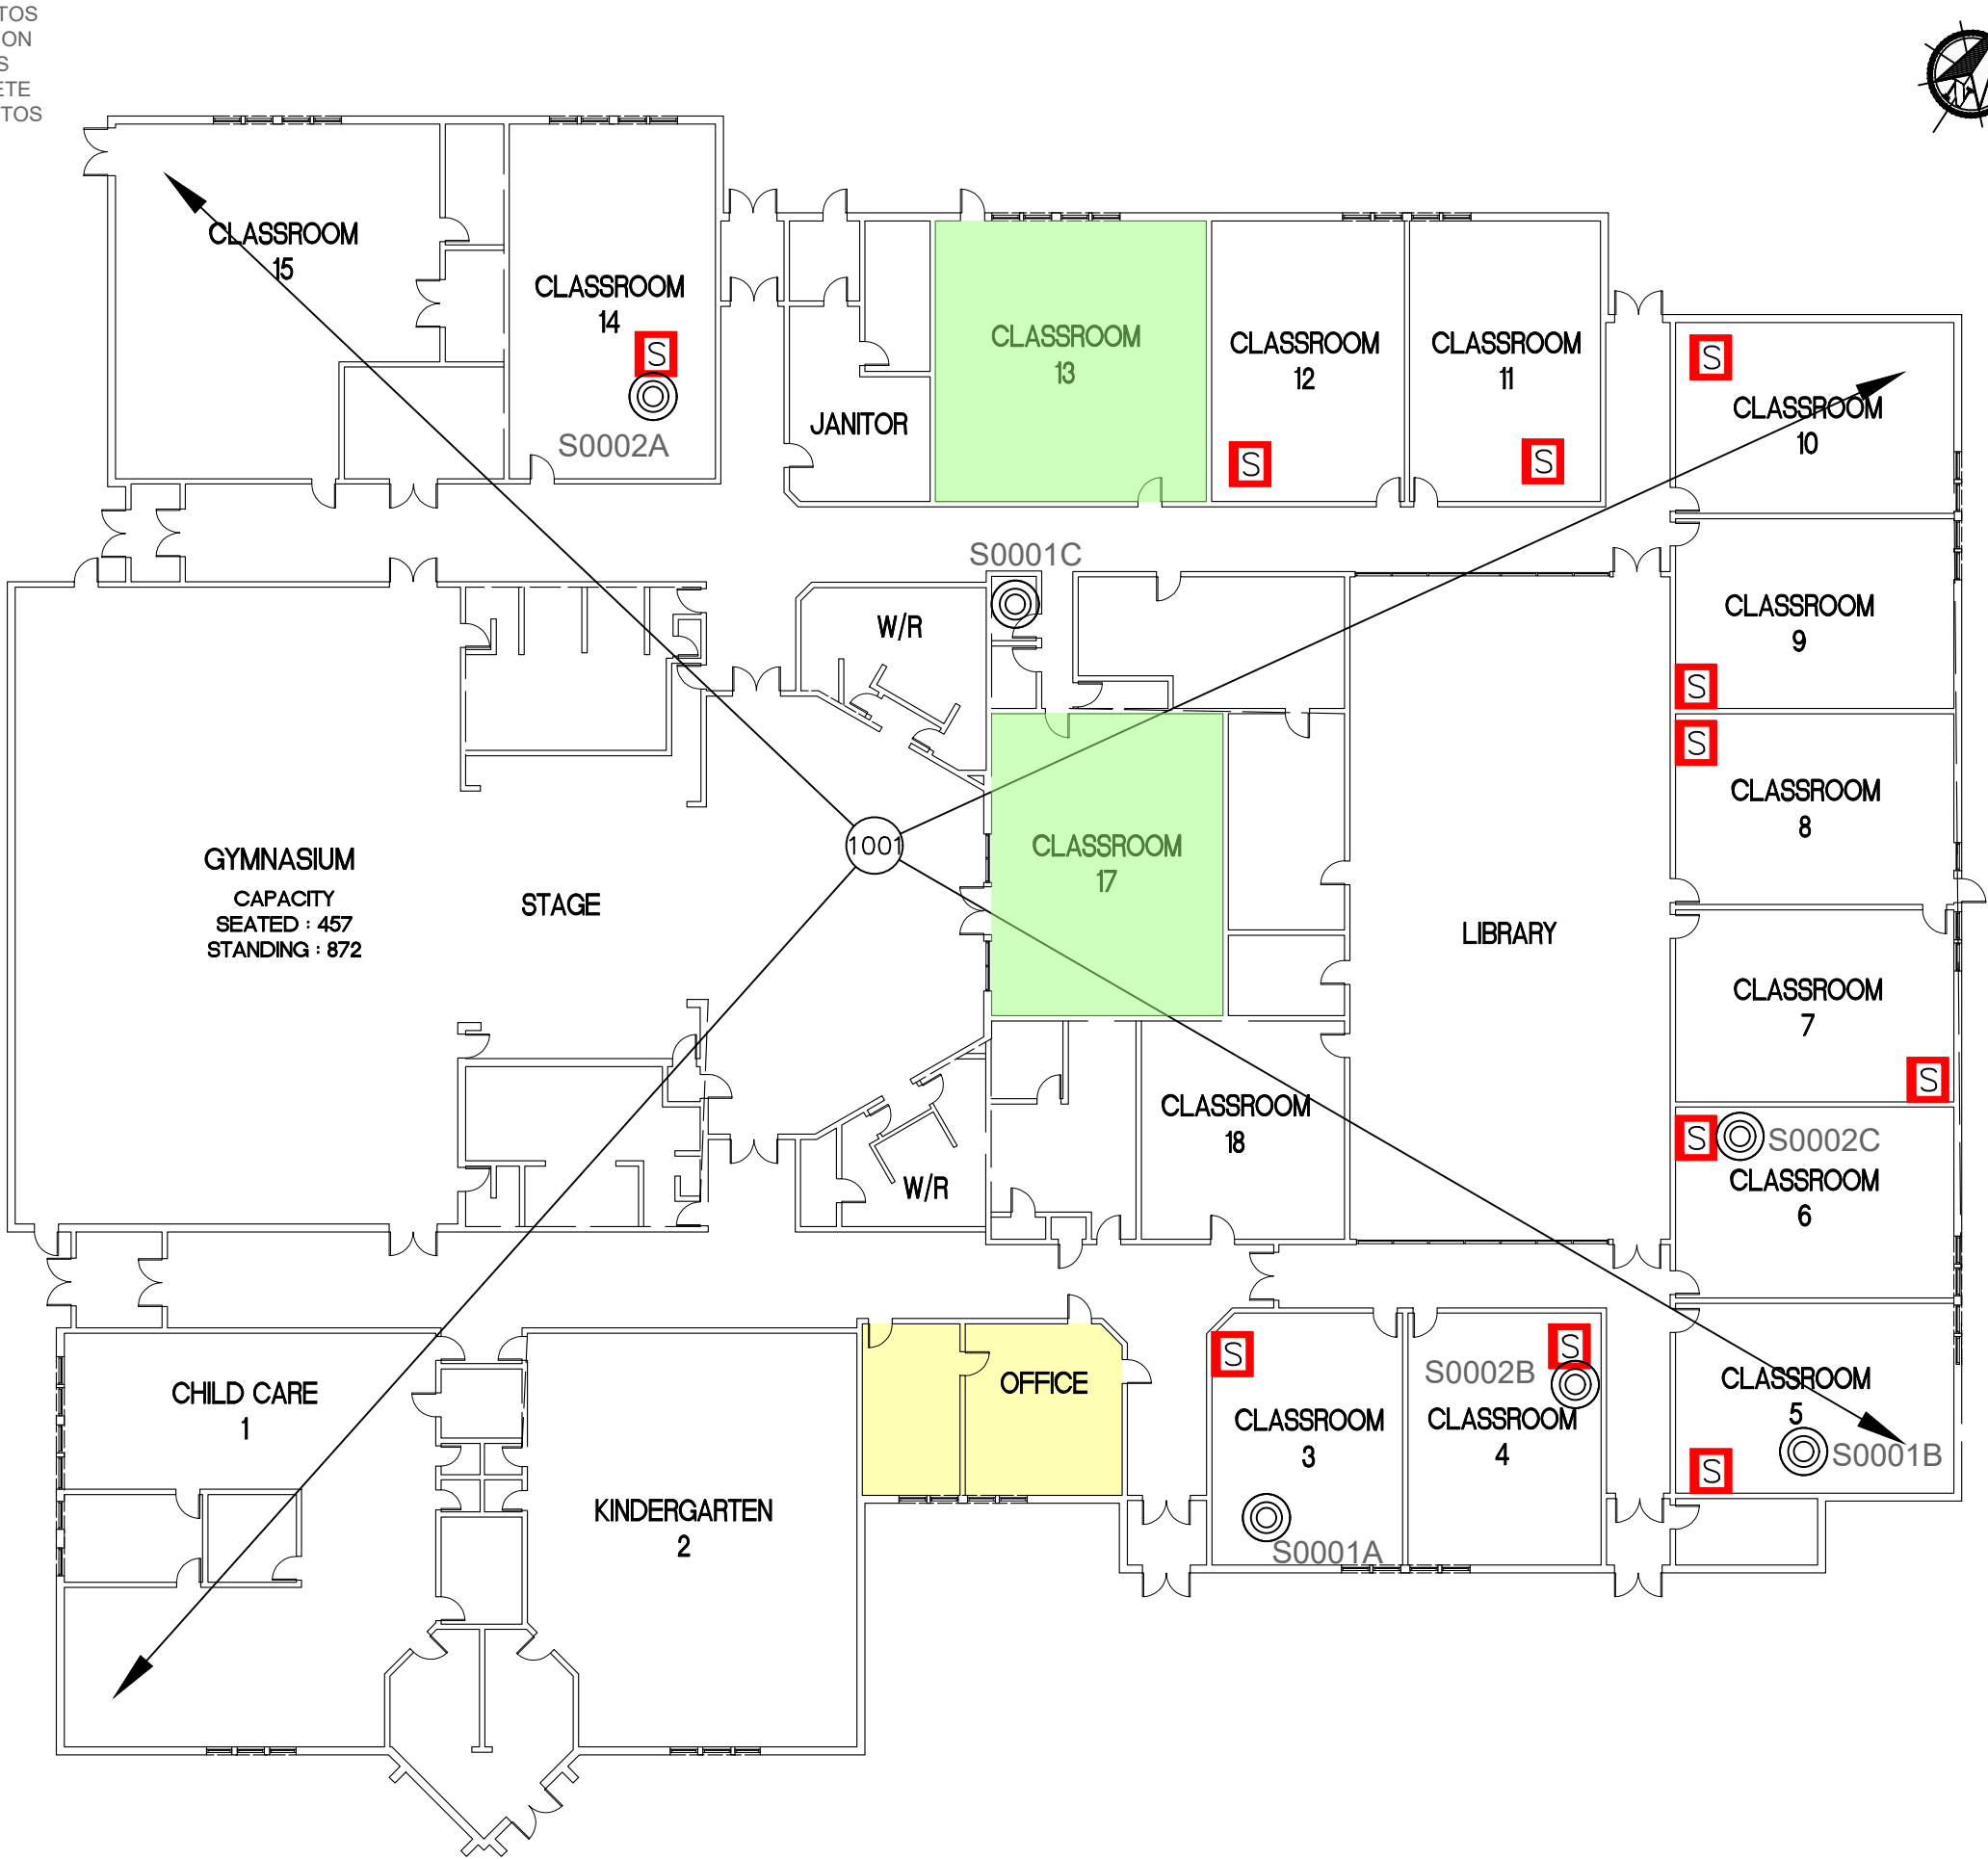 TOS
ION
S
ETE
TOS
CLASSROOM
15
CLASSROOM
14
S
S0002A
JANITOR
CLASSROOM
13
CLASSROOM
12
S
CLASSROOM
11
S
S
CLASSROOM
10
S0001C
W/R
CLASSROOM
9
S
S
CLASSROOM
8
GYMNASIUM
CAPACITY
SEATED : 457
STANDING : 872
STAGE
1001
CLASSROOM
17
LIBRARY
CLASSROOM
7
S
CLASSROOM
18
W/R
S
S0002C
CLASSROOM
6
CHILD CARE
1
KINDERGARTEN
2
OFFICE
S
CLASSROOM
3
S0001A
S
S0002B
CLASSROOM
4
CLASSROOM
5
S0001B
S